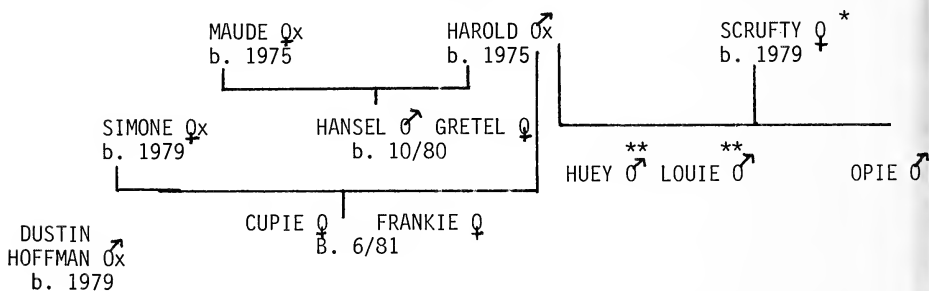 MAUDE ♀x HAROLD ♂x SCRUFTY ♀ *
b. 1975 b. 1975 b. 1979
SIMONE ♀x HANSEL ♂ GRETEL ♀
b. 1979 b. 10/80
HUEY ♂** LOUIE ♂** OPIE ♂
CUPIE ♀ FRANKIE ♀
B. 6/81
DUSTIN
HOFFMAN ♂x
b. 1979